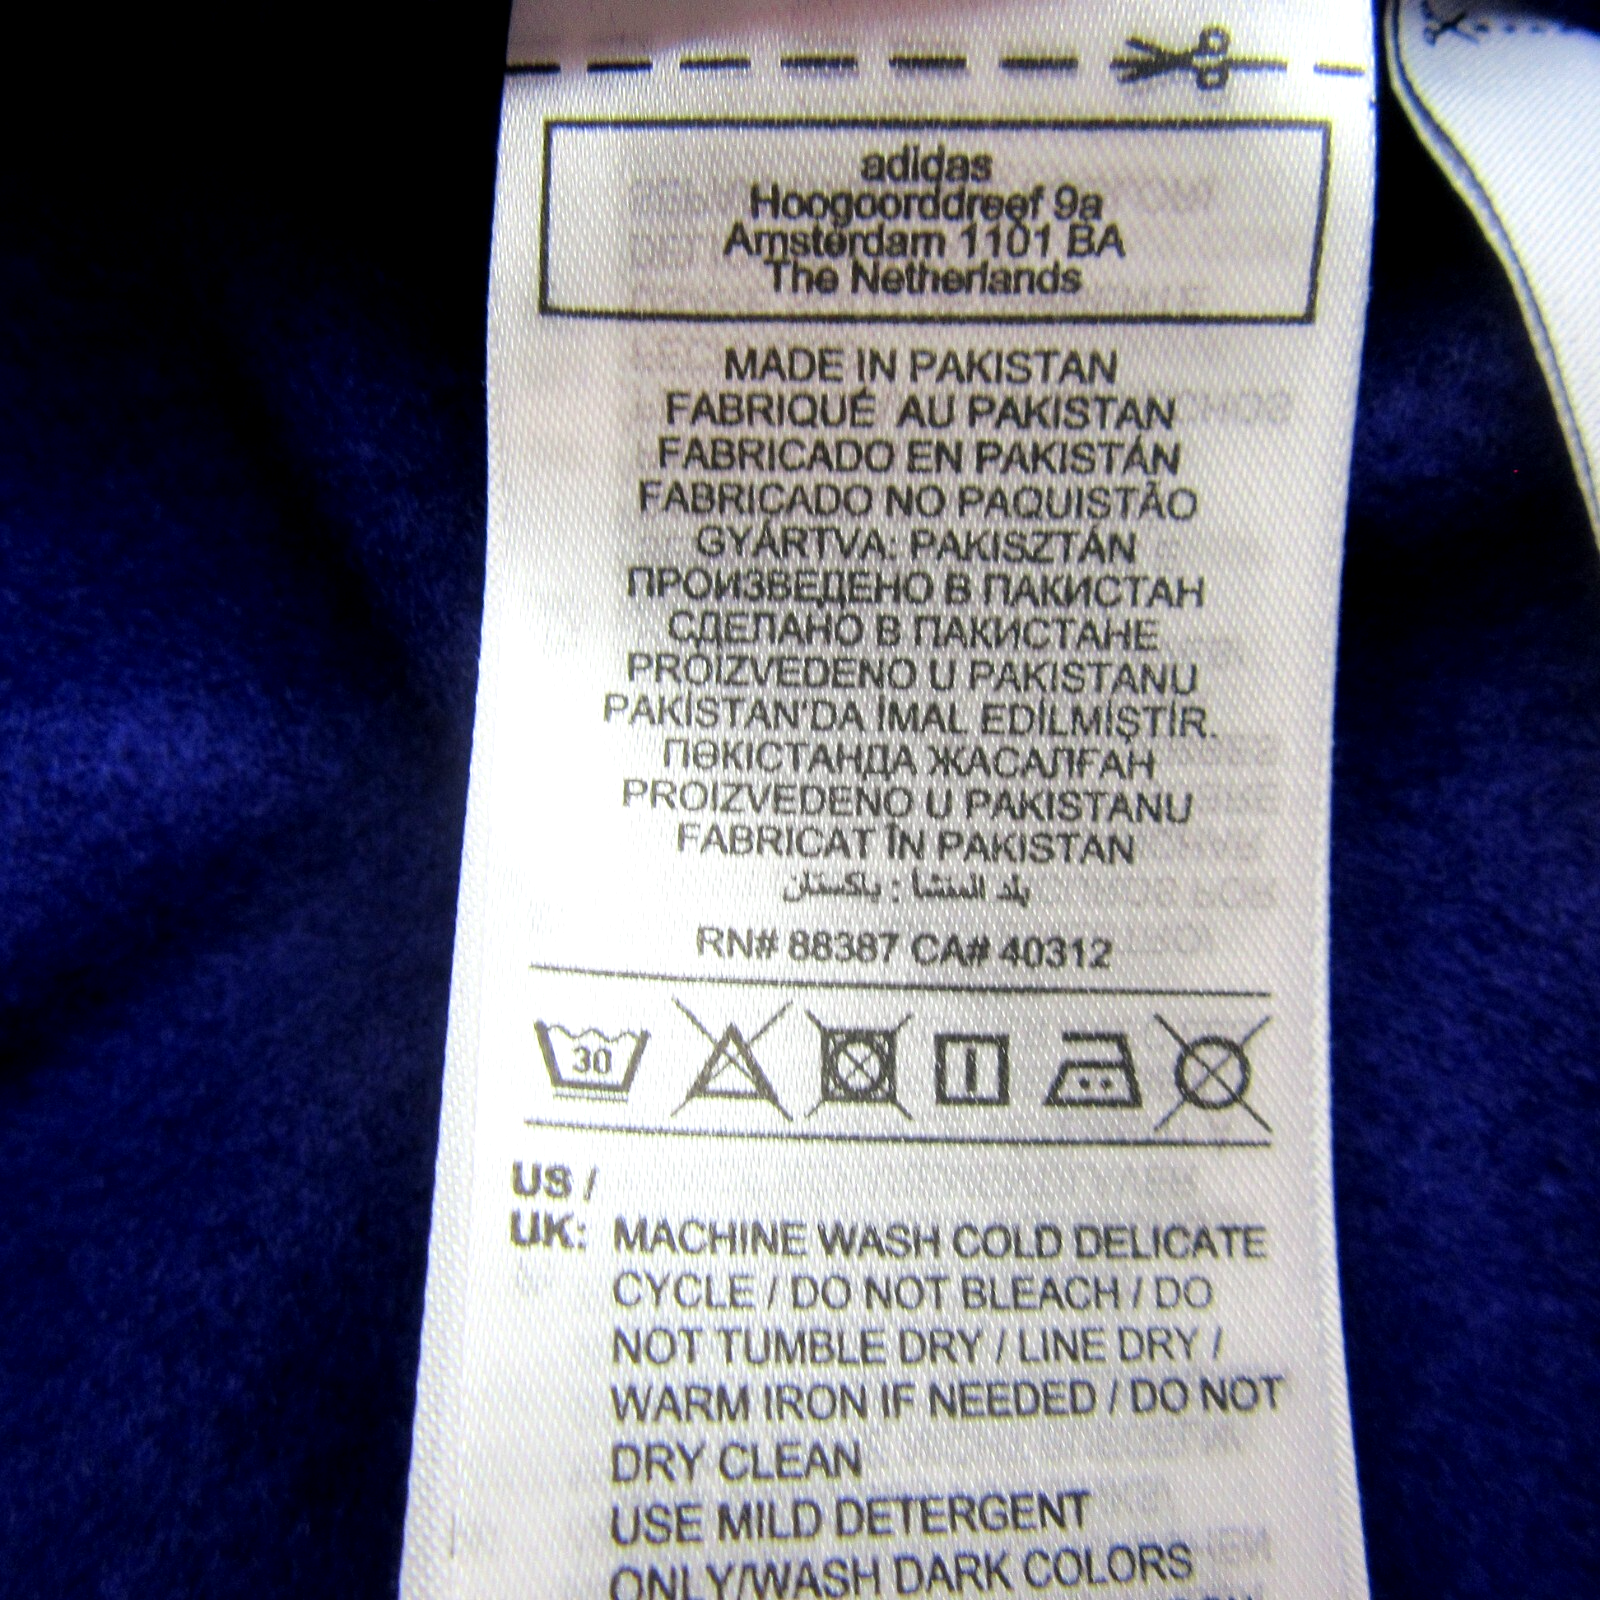 adidas
Hoogoorddreef 9a
Amsterdam 1101 BA
The Netherlands
MADE IN PAKISTAN
FABRIQUÉ AU PAKISTAN
FABRICADO EN PAKISTÁN
FABRICADO NO PAQUISTÃO
GYÁRTVA: PAKISZTÁN
ПРОИЗВЕДЕНО В ПАКИСТАН
СДЕЛАНО В ПАКИСТАНЕ
PROIZVEDENO U PAKISTANU
PAKİSTAN'DA İMAL EDİLMİŞTİR.
ПӘКІСТАНДА ЖАСАЛҒАН
PROIZVEDENO U PAKISTANU
FABRICAT ÎN PAKISTAN
بلد المنشأ : باكستان
RN# 88387 CA# 40312
30
US /
UK: MACHINE WASH COLD DELICATE
CYCLE / DO NOT BLEACH / DO
NOT TUMBLE DRY / LINE DRY /
WARM IRON IF NEEDED / DO NOT
DRY CLEAN
USE MILD DETERGENT
ONLY/WASH DARK COLORS